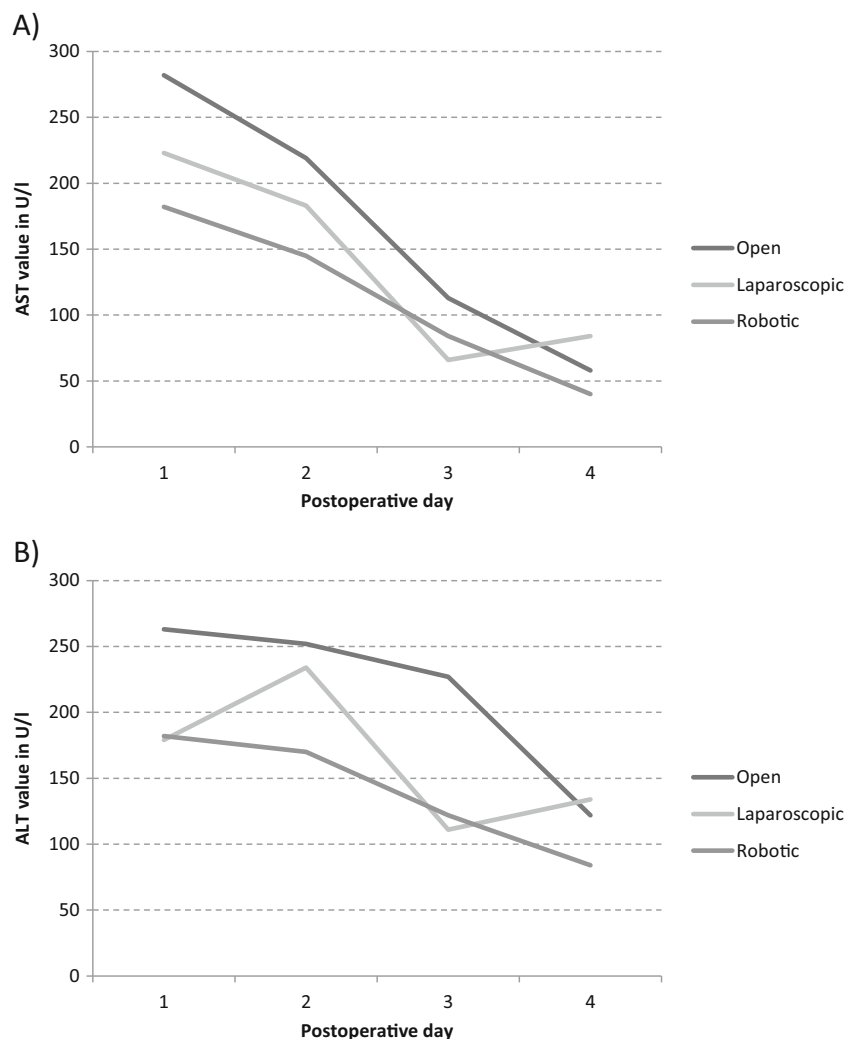 A)
300
250
200
150
100
50
0
AST value in U/l
1 2 3 4
Postoperative day
Open
Laparoscopic
Robotic
B)
300
250
200
150
100
50
0
ALT value in U/l
1 2 3 4
Postoperative day
Open
Laparoscopic
Robotic